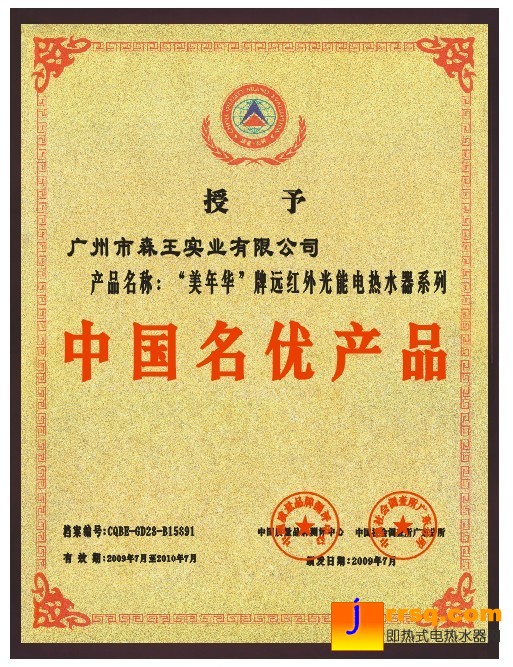 授 予
广州市森王实业有限公司
产品名称：“美年华”牌远红外光能电热水器系列
中国名优产品
档案编号:CQBE-GD28-B15891
有 效 期:2009年7月至2010年7月
颁发日期:2009年7月
j
rrsq.com
即热式电热水器